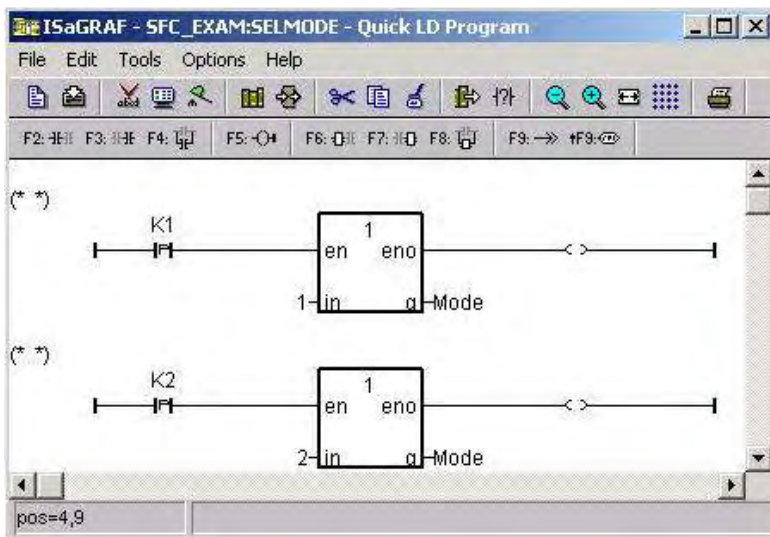 ISaGRAF - SFC_EXAM:SELMODE - Quick LD Program
File Edit Tools Options Help
F2: F3: F4: F5: F6: F7: F8: F9: F9:
(* *)
K1
P
1
en eno
1 in q Mode
(* *)
K2
P
1
en eno
2 in q Mode
pos=4,9